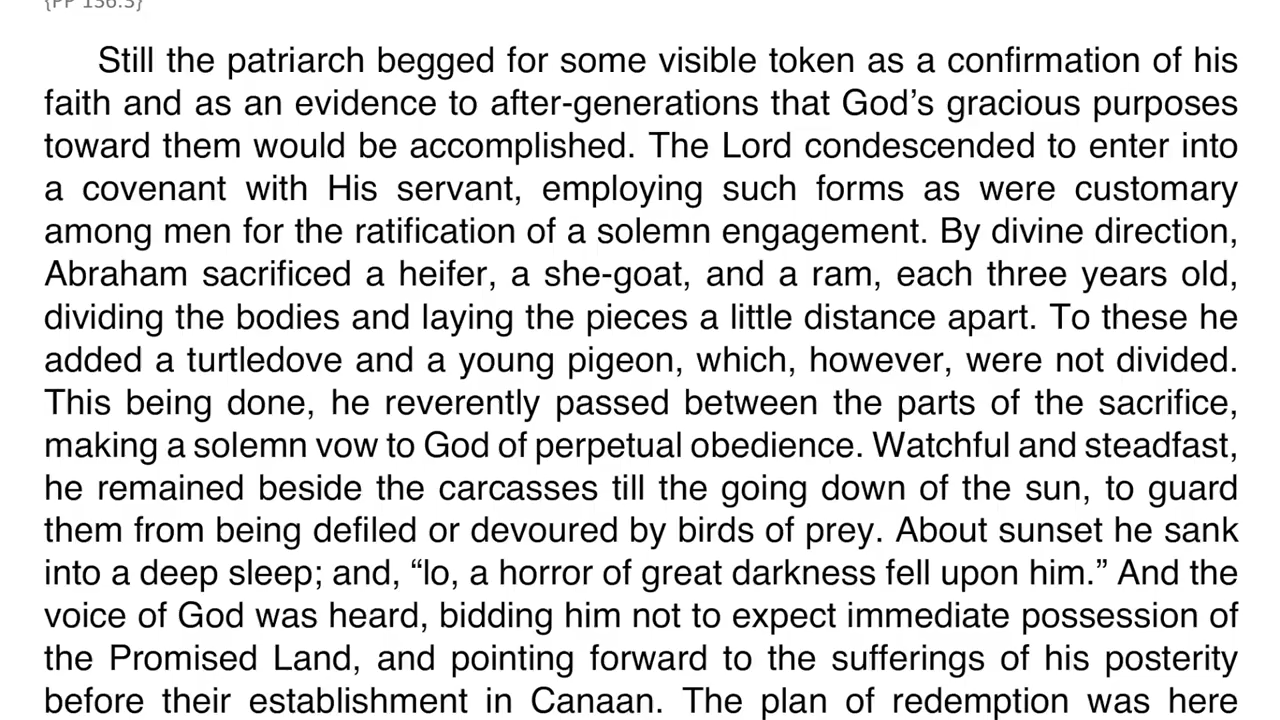 {PP 136.3}
Still the patriarch begged for some visible token as a confirmation of his
faith and as an evidence to after-generations that God’s gracious purposes
toward them would be accomplished. The Lord condescended to enter into
a covenant with His servant, employing such forms as were customary
among men for the ratification of a solemn engagement. By divine direction,
Abraham sacrificed a heifer, a she-goat, and a ram, each three years old,
dividing the bodies and laying the pieces a little distance apart. To these he
added a turtledove and a young pigeon, which, however, were not divided.
This being done, he reverently passed between the parts of the sacrifice,
making a solemn vow to God of perpetual obedience. Watchful and steadfast,
he remained beside the carcasses till the going down of the sun, to guard
them from being defiled or devoured by birds of prey. About sunset he sank
into a deep sleep; and, “lo, a horror of great darkness fell upon him.” And the
voice of God was heard, bidding him not to expect immediate possession of
the Promised Land, and pointing forward to the sufferings of his posterity
before their establishment in Canaan. The plan of redemption was here